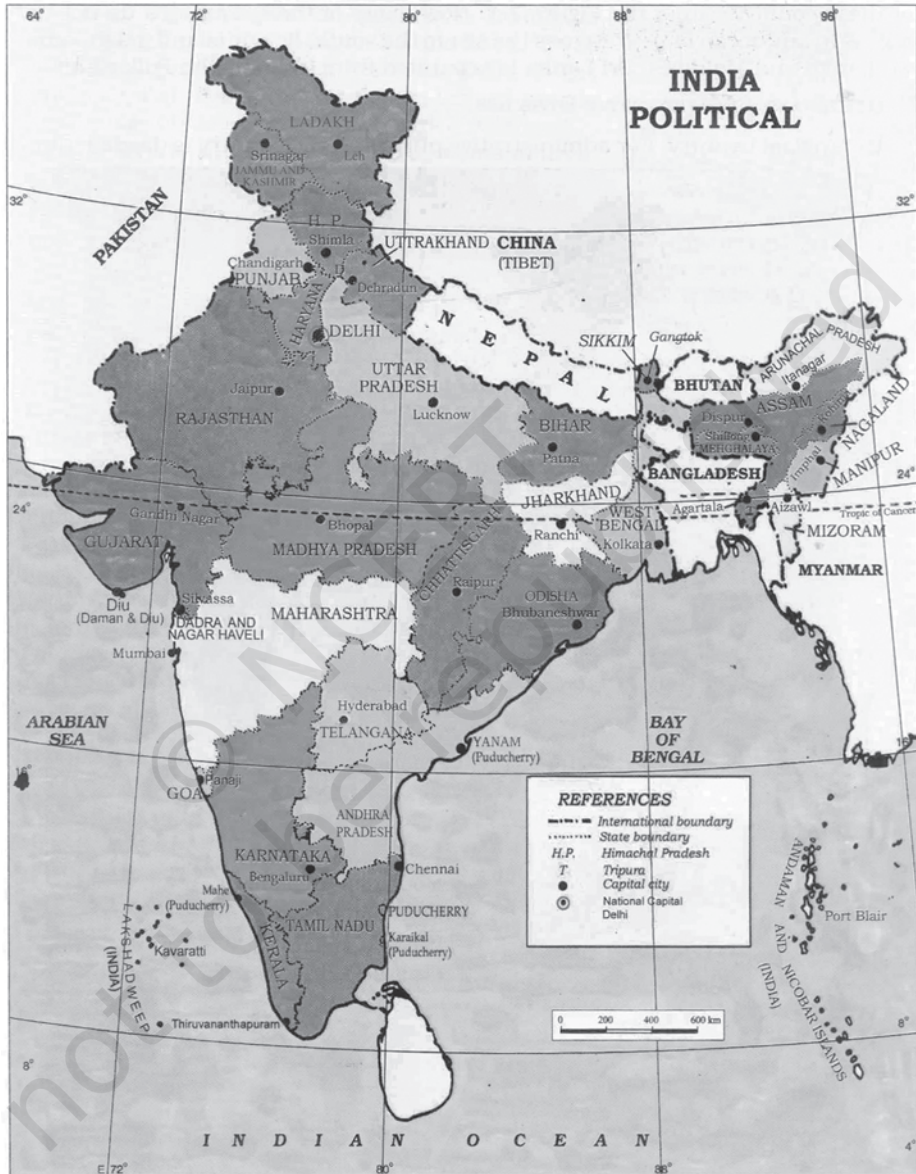 64°
72°
80°
88°
96°
INDIA
POLITICAL
LADAKH
Srinagar
Leh
JAMMU AND
KASHMIR
32°
32°
PAKISTAN
H. P.
Shimla
UTTRAKHAND
CHINA
(TIBET)
Chandigarh
PUNJAB
D
Dehradun
HARYANA
DELHI
NEPAL
SIKKIM
Gangtok
ARUNACHAL PRADESH
Itanagar
UTTAR
PRADESH
BHUTAN
Jaipur
RAJASTHAN
Lucknow
ASSAM
Dispur
NAGALAND
Kohima
BIHAR
Patna
Shillong
MEGHALAYA
Imphal
MANIPUR
BANGLADESH
24°
24°
Tropic of Cancer
Gandhi Nagar
Bhopal
JHARKHAND
Ranchi
WEST
BENGAL
Agartala
T
Aizawl
MIZORAM
GUJARAT
MADHYA PRADESH
CHHATTISGARH
Kolkata
MYANMAR
Diu
(Daman & Diu)
Silvassa
DADRA AND
NAGAR HAVELI
Raipur
ODISHA
Bhubaneshwar
MAHARASHTRA
Mumbai
Hyderabad
TELANGANA
ARABIAN
SEA
YANAM
(Puducherry)
BAY
OF
BENGAL
16°
16°
Panaji
GOA
ANDHRA
PRADESH
REFERENCES
International boundary
State boundary
H.P. Himachal Pradesh
T Tripura
Capital city
National Capital
Delhi
KARNATAKA
Bengaluru
Chennai
Mahe
(Puducherry)
PUDUCHERRY
TAMIL NADU
Karaikal
(Puducherry)
KERALA
LAKSHADWEEP
(INDIA)
Kavaratti
Thiruvananthapuram
ANDAMAN AND NICOBAR ISLANDS
(INDIA)
Port Blair
0 200 400 600 km
8°
8°
INDIAN OCEAN
E. 72°
80°
88°
4°
© NCERT
not to be republished